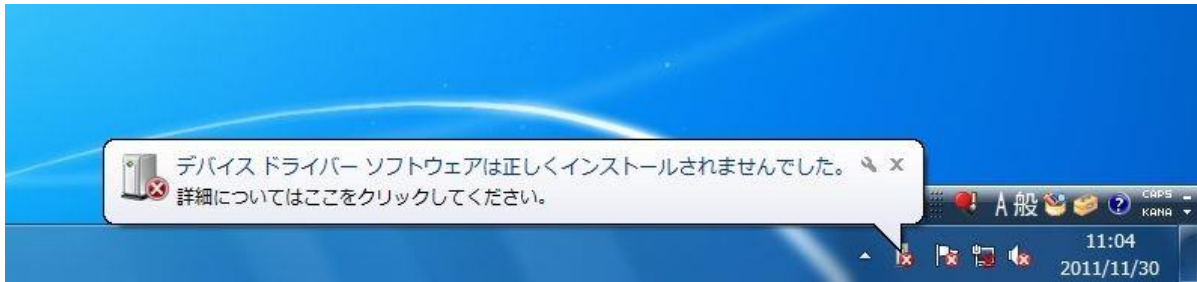 デバイス ドライバー ソフトウェアは正しくインストールされませんでした。
詳細についてはここをクリックしてください。
A 般 CAPS
KANA
11:04
2011/11/30